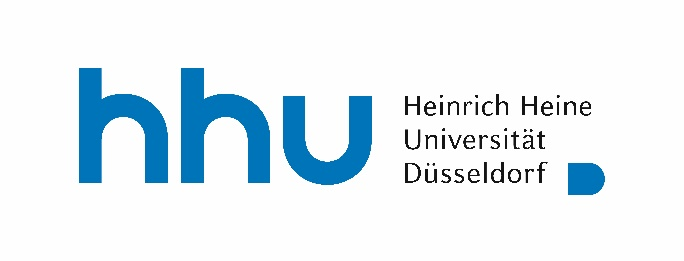 hhu
Heinrich Heine
Universität
Düsseldorf